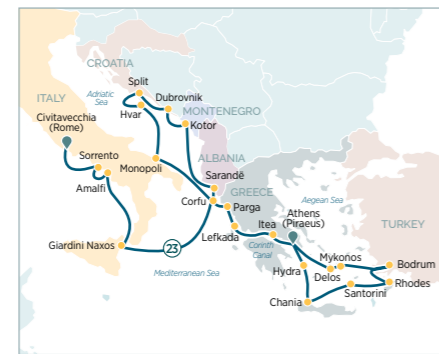 CROATIA
Split
Dubrovnik
Adriatic
Sea
MONTENEGRO
ITALY
Hvar
Kotor
Civitavecchia
(Rome)
ALBANIA
Sorrento
Monopoli
Sarandë
Amalfi
GREECE
Corfu
Parga
Aegean Sea
Itea
Athens
(Piraeus)
TURKEY
Lefkada
Corinth
Canal
Giardini Naxos
23
Mykonos
Bodrum
Mediterranean Sea
Hydra
Delos
Rhodes
Santorini
Chania